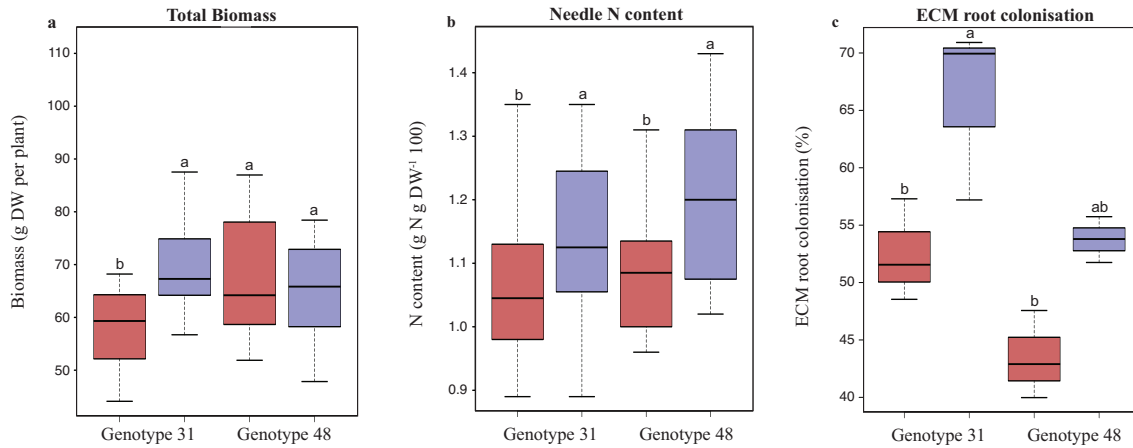 a
Total Biomass
Biomass (g DW per plant)
110
100
90
80
70
60
50
b
a
a
a
Genotype 31
Genotype 48
b
Needle N content
N content (g N g DW⁻¹ 100)
1.4
1.3
1.2
1.1
1.0
0.9
b
a
b
a
Genotype 31
Genotype 48
c
ECM root colonisation
ECM root colonisation (%)
70
65
60
55
50
45
40
b
a
b
ab
Genotype 31
Genotype 48